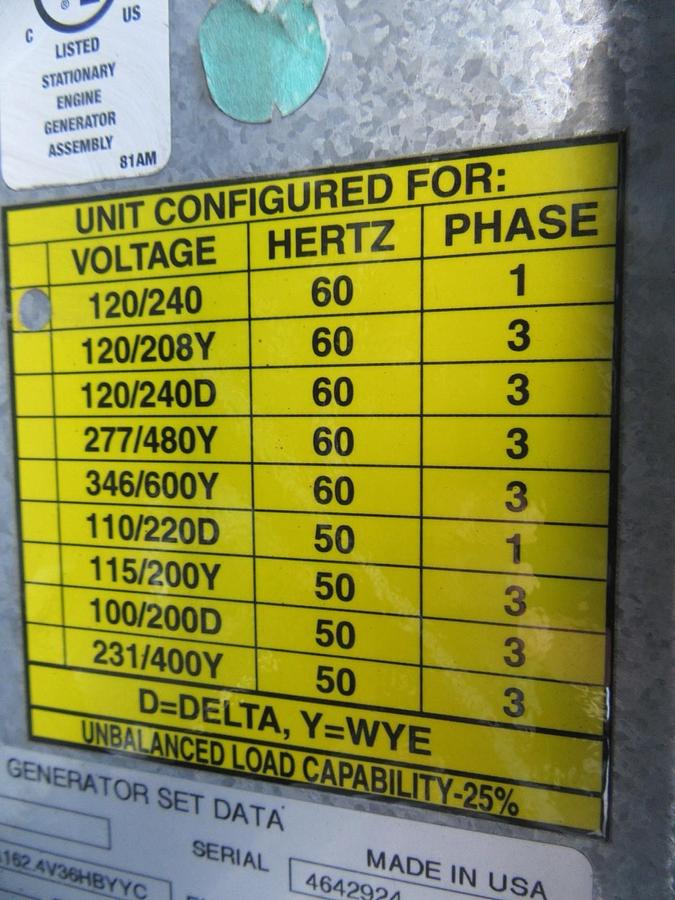 C US
LISTED
STATIONARY
ENGINE
GENERATOR
ASSEMBLY
81AM
UNIT CONFIGURED FOR:
VOLTAGE HERTZ PHASE
120/240 60 1
120/208Y 60 3
120/240D 60 3
277/480Y 60 3
346/600Y 60 3
110/220D 50 1
115/200Y 50 3
100/200D 50 3
231/400Y 50 3
D=DELTA, Y=WYE
UNBALANCED LOAD CAPABILITY-25%
GENERATOR SET DATA
SERIAL MADE IN USA
162.4V36HBYYC 4642924